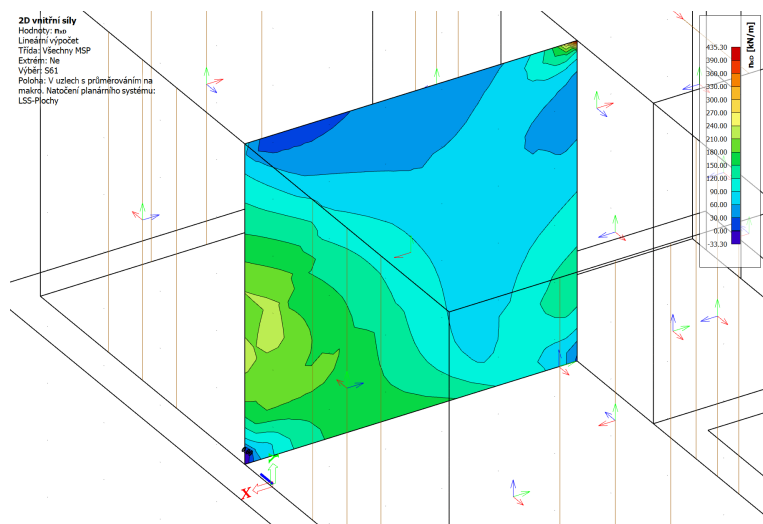 2D vnitřní síly
Hodnoty: nxD
Lineární výpočet
Třída: Všechny MSP
Extrém: Ne
Výběr: S61
Poloha: V uzlech s průměrováním na
makro. Natočení planárního systému:
LSS-Plochy
435.30
390.00
360.00
330.00
300.00
270.00
240.00
210.00
180.00
150.00
120.00
90.00
60.00
30.00
0.00
-33.30
nxD [kN/m]
X